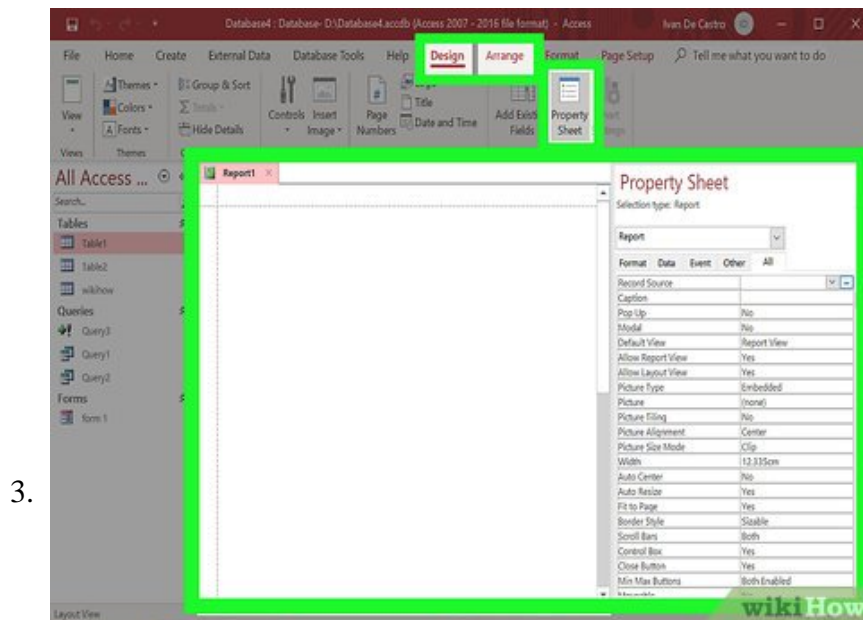 Database4 : Database- D:\Database4.accdb (Access 2007 - 2016 file format) - Access Ivan De Castro
File Home Create External Data Database Tools Help Design Arrange Format Page Setup Tell me what you want to do
View
Themes
Colors
Fonts
Group & Sort
Totals
Hide Details
Controls
Insert
Image
Page
Numbers
Title
Date and Time
Add Existi
Fields
Property
Sheet
Views Themes
All Access ...
Search..
Tables
Table1
Table2
wikihow
Queries
Query3
Query1
Query2
Forms
form 1
Report1
Property Sheet
Selection type: Report
Report
Format Data Event Other All
Record Source
Caption
Pop Up No
Modal No
Default View Report View
Allow Report View Yes
Allow Layout View Yes
Picture Type Embedded
Picture (none)
Picture Tiling No
Picture Alignment Center
Picture Size Mode Clip
Width 12.335cm
Auto Center No
Auto Resize Yes
Fit to Page Yes
Border Style Sizable
Scroll Bars Both
Control Box Yes
Close Button Yes
Min Max Buttons Both Enabled
3.
Layout View
wikiHow